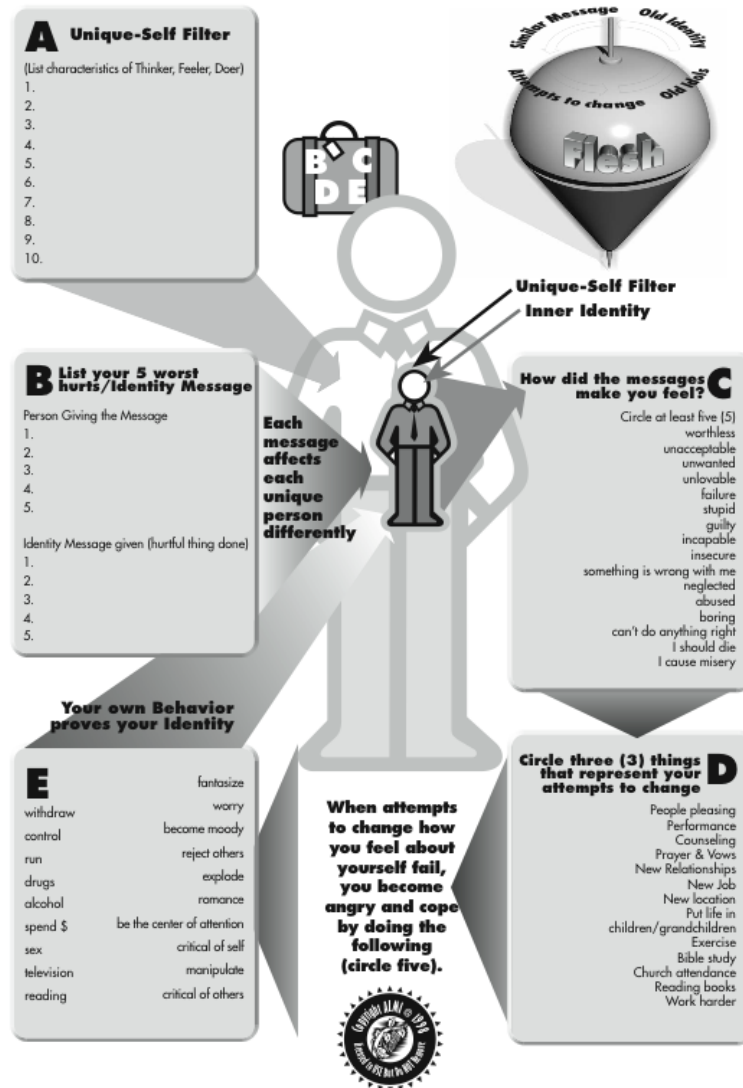 A Unique-Self Filter
(List characteristics of Thinker, Feeler, Doer)
1.
2.
3.
4.
5.
6.
7.
8.
9.
10.
B C
D E
Similar Message
Old Identity
Attempts to change
Old Idols
Flesh
Unique-Self Filter
Inner Identity
B List your 5 worst
hurts/Identity Message
Person Giving the Message
1.
2.
3.
4.
5.
Identity Message given (hurtful thing done)
1.
2.
3.
4.
5.
Each
message
affects
each
unique
person
differently
How did the messages C
make you feel?
Circle at least five (5)
worthless
unacceptable
unwanted
unlovable
failure
stupid
guilty
incapable
insecure
something is wrong with me
neglected
abused
boring
can't do anything right
I should die
I cause misery
Circle three (3) things D
that represent your
attempts to change
People pleasing
Performance
Counseling
Prayer & Vows
New Relationships
New Job
New location
Put life in
children/grandchildren
Exercise
Bible study
Church attendance
Reading books
Work harder
When attempts
to change how
you feel about
yourself fail,
you become
angry and cope
by doing the
following
(circle five).
Your own Behavior
proves your Identity
E
withdraw
control
run
drugs
alcohol
spend $
sex
television
reading
fantasize
worry
become moody
reject others
explode
romance
be the center of attention
critical of self
manipulate
critical of others
Copyright ALMI © 1998